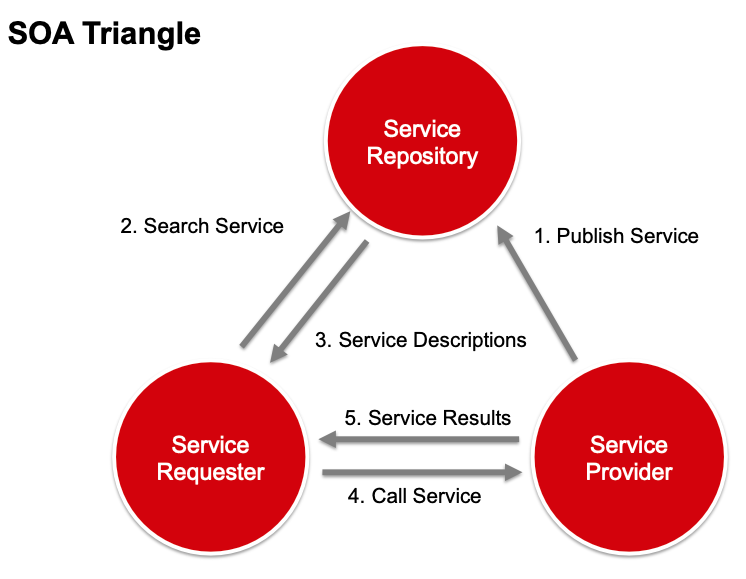 SOA Triangle
Service
Repository
2. Search Service
1. Publish Service
3. Service Descriptions
5. Service Results
Service
Requester
Service
Provider
4. Call Service